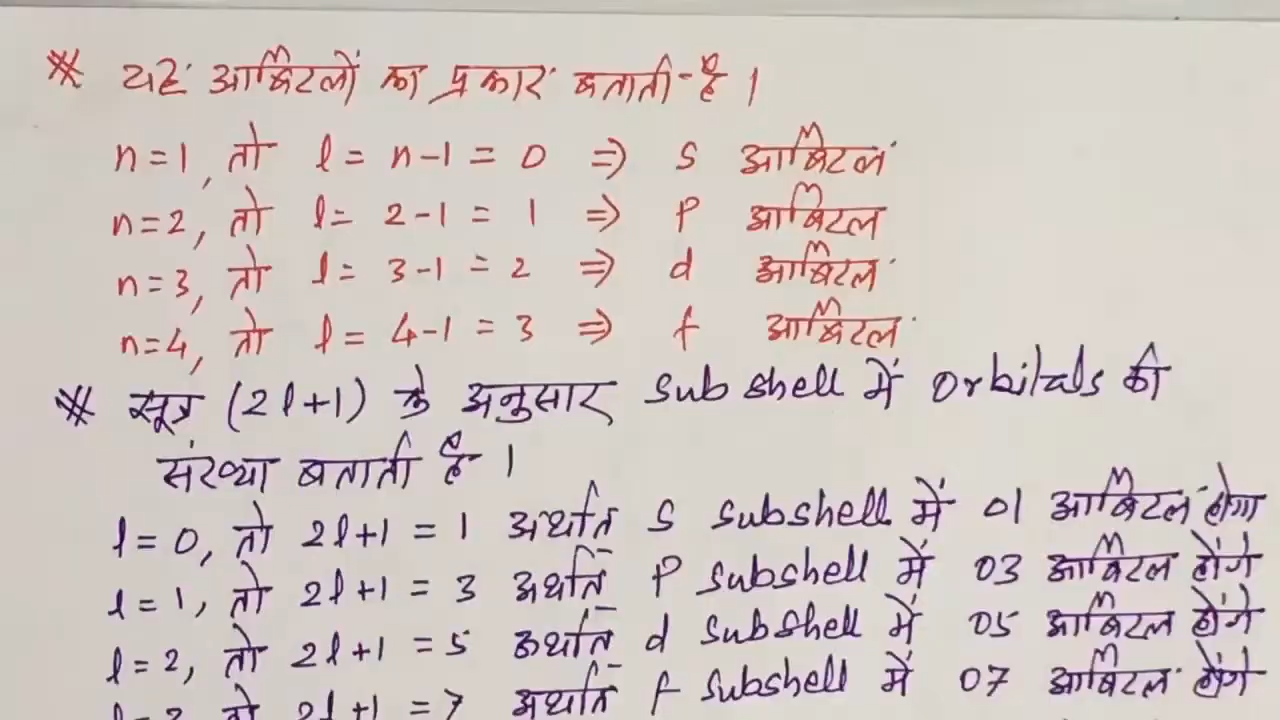 * यह आर्बिटलों का प्रकार बताती है ।
n=1, तो l = n-1 = 0 ⇒ s आर्बिटल
n=2, तो l = 2-1 = 1 ⇒ p आर्बिटल
n=3, तो l = 3-1 = 2 ⇒ d आर्बिटल
n=4, तो l = 4-1 = 3 ⇒ f आर्बिटल
* सूत्र (2l+1) के अनुसार Sub shell में Orbitals की
संख्या बताती है ।
l=0, तो 2l+1 = 1 अर्थात S subshell में 01 आर्बिटल होगा
l=1, तो 2l+1 = 3 अर्थात P subshell में 03 आर्बिटल होंगे
l=2, तो 2l+1 = 5 अर्थात d subshell में 05 आर्बिटल होंगे
l=3 तो 2l+1 = 7 अर्थात f subshell में 07 आर्बिटल होंगे